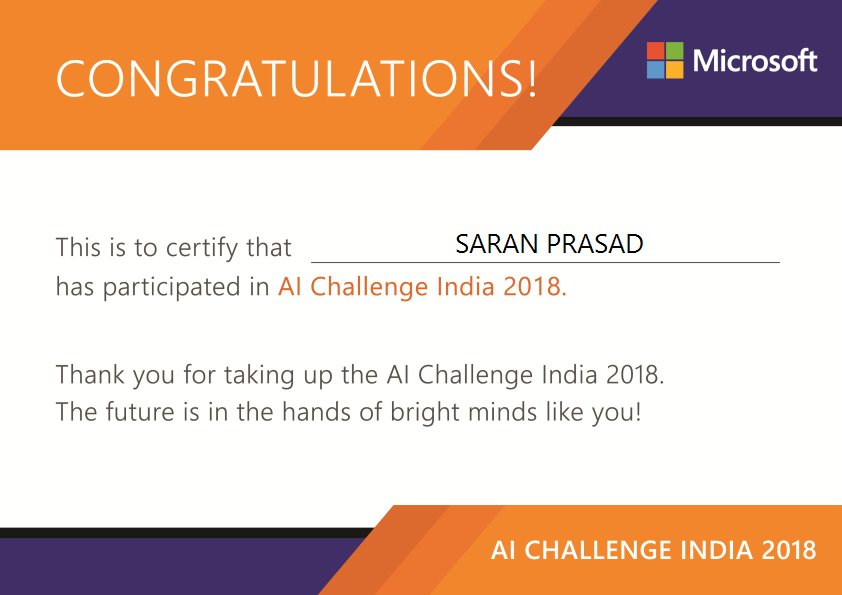 CONGRATULATIONS!
Microsoft
This is to certify that SARAN PRASAD
has participated in AI Challenge India 2018.
Thank you for taking up the AI Challenge India 2018.
The future is in the hands of bright minds like you!
AI CHALLENGE INDIA 2018